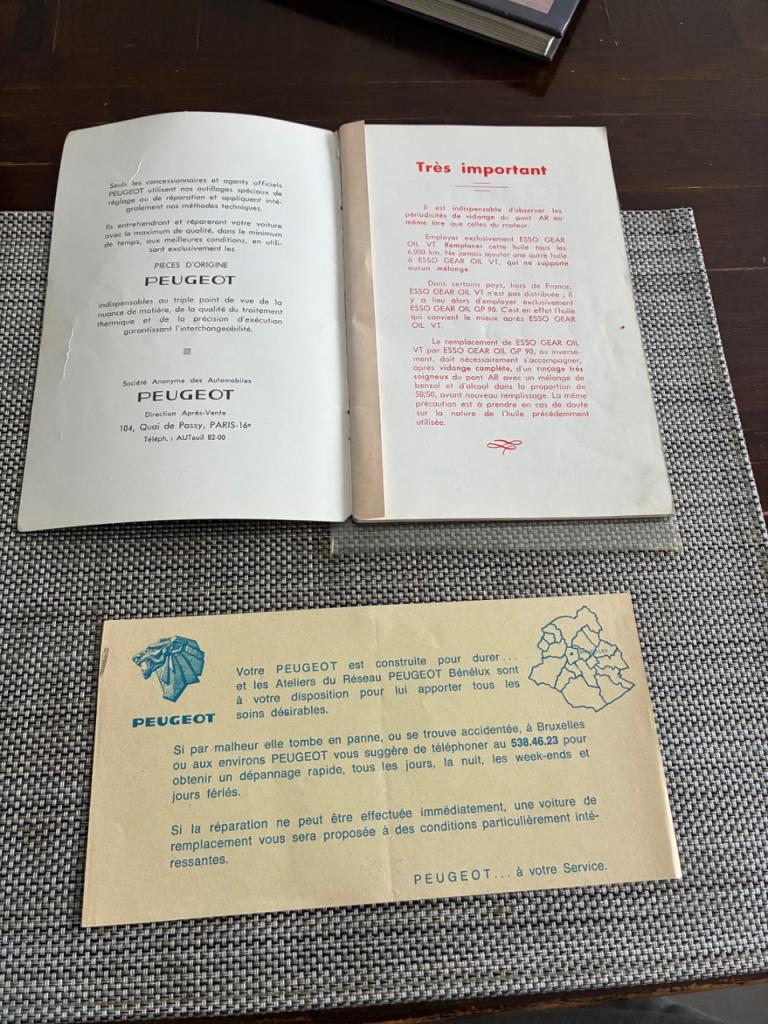 Seuls les concessionnaires et agents officiels
PEUGEOT utilisent nos outillages spéciaux de
réglage ou de réparation et appliquent inté-
gralement nos méthodes techniques.
Ils entretiendront et répareront votre voiture
avec le maximum de qualité, dans le minimum
de temps, aux meilleures conditions, en utili-
sant exclusivement les
PIECES D'ORIGINE
PEUGEOT
indispensables au triple point de vue de la
nuance de matière, de la qualité du traitement
thermique et de la précision d'exécution
garantissant l'interchangeabilité.
Société Anonyme des Automobiles
PEUGEOT
Direction Après-Vente
104, Quai de Passy, PARIS-16e
Téléph. : AUTeuil 82-00
Très important
Il est indispensable d'observer les
périodicités de vidange du pont AR au
même titre que celles du moteur.
Employer exclusivement ESSO GEAR
OIL VT. Remplacer cette huile tous les
6.000 km. Ne jamais ajouter une autre huile
à ESSO GEAR OIL VT, qui ne supporte
aucun mélange.
Dans certains pays, hors de France,
ESSO GEAR OIL VT n'est pas distribuée ; il
y a lieu alors d'employer exclusivement
ESSO GEAR OIL GP 90. C'est en effet l'huile
qui convient le mieux après ESSO GEAR
OIL VT.
Le remplacement de ESSO GEAR OIL
VT par ESSO GEAR OIL GP 90, ou inverse-
ment, doit nécessairement s'accompagner,
après vidange complète, d'un rinçage très
soigneux du pont AR avec un mélange de
benzol et d'alcool dans la proportion de
50/50, avant nouveau remplissage. La même
précaution est à prendre en cas de doute
sur la nature de l'huile précédemment
utilisée.
PEUGEOT
Votre PEUGEOT est construite pour durer...
et les Ateliers du Réseau PEUGEOT Bénélux sont
à votre disposition pour lui apporter tous les
soins désirables.
BRUXELLES
Si par malheur elle tombe en panne, ou se trouve accidentée, à Bruxelles
ou aux environs PEUGEOT vous suggère de téléphoner au 538.46.23 pour
obtenir un dépannage rapide, tous les jours, la nuit, les week-ends et
jours fériés.
Si la réparation ne peut être effectuée immédiatement, une voiture de
remplacement vous sera proposée à des conditions particulièrement inté-
ressantes.
PEUGEOT... à votre Service.